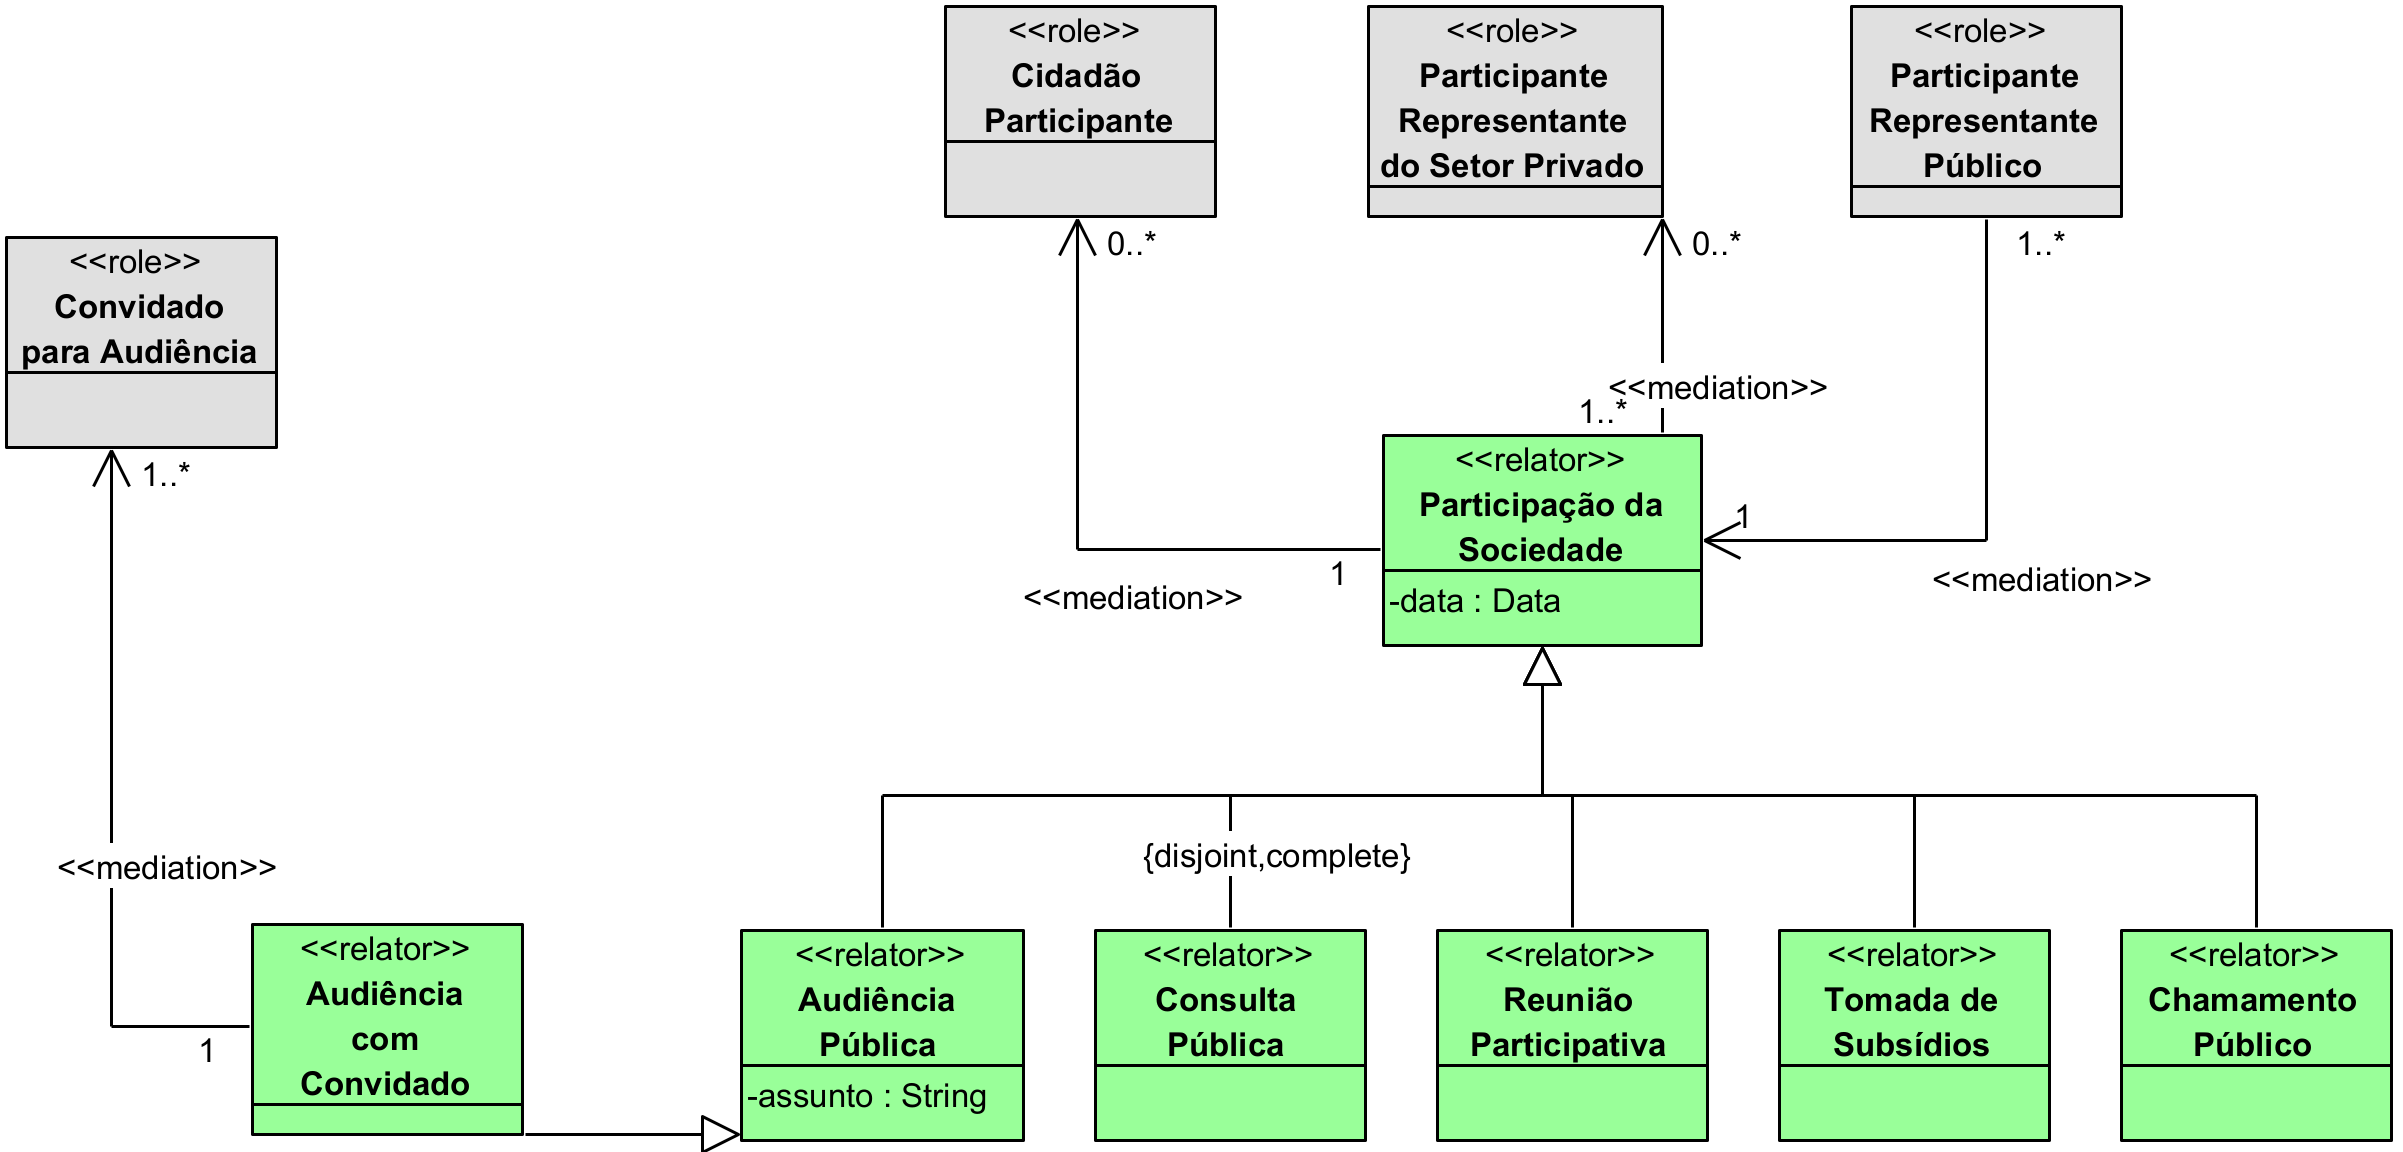 <<role>>
Cidadão
Participante
0..*
<<role>>
Participante
Representante
do Setor Privado
0..*
<<role>>
Participante
Representante
Público
1..*
<<role>>
Convidado
para Audiência
1..*
<<mediation>>
1..*
<<relator>>
Participação da
Sociedade
-data : Data
1
<<mediation>>
1
<<mediation>>
{disjoint,complete}
<<mediation>>
1
<<relator>>
Audiência
com
Convidado
<<relator>>
Audiência
Pública
-assunto : String
<<relator>>
Consulta
Pública
<<relator>>
Reunião
Participativa
<<relator>>
Tomada de
Subsídios
<<relator>>
Chamamento
Público